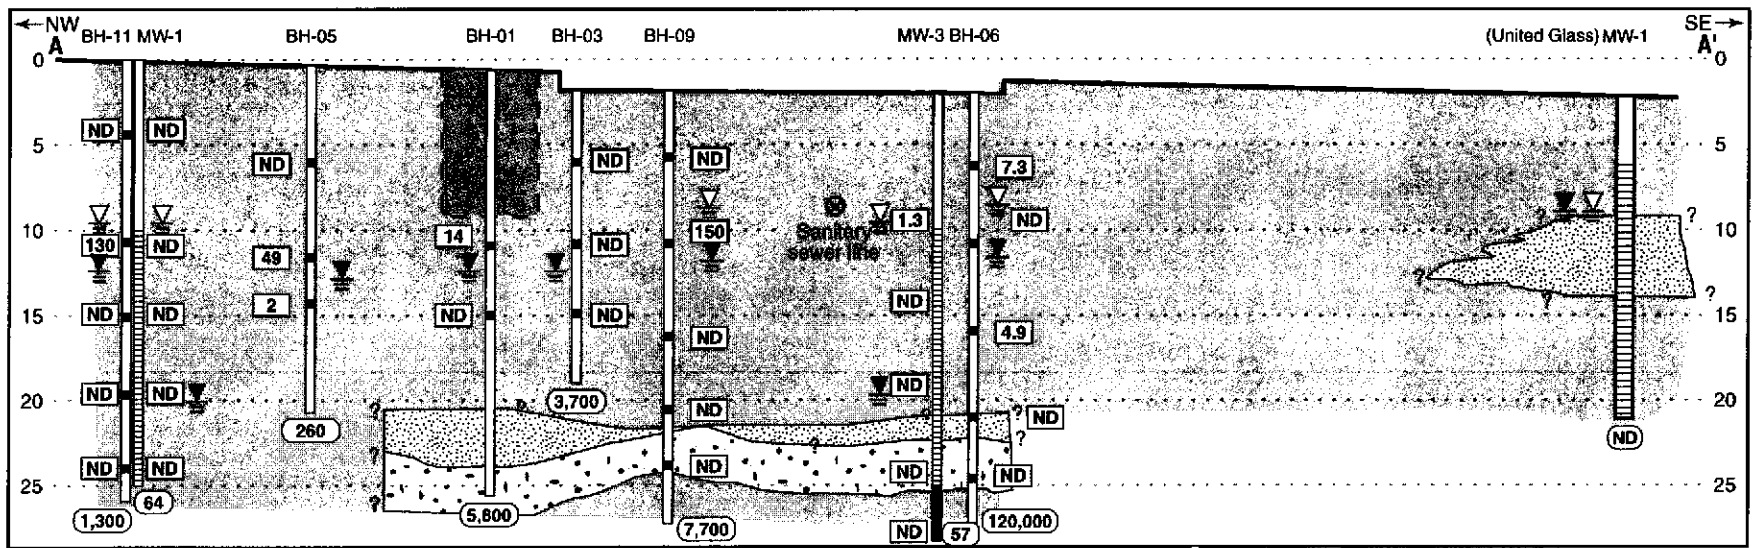 NW SE
A BH-11 MW-1 BH-05 BH-01 BH-03 BH-09 MW-3 BH-06 (United Glass) MW-1 A'
0 0
ND ND
5 ND ND ND 7.3 5
10 130 ND 49 14 ND 150 1.3 ND 10
Sanitary
sewer line
? ?
? ? ?
2 ND ND ND
15 ND ND ND 4.9 15
ND ND ND
20 3,700 ND ? ND 20
? ? ?
260 ? ND
? ND ND ND ND ND
25 ? 25
64
1,300 5,800 7,700 ND 57 120,000